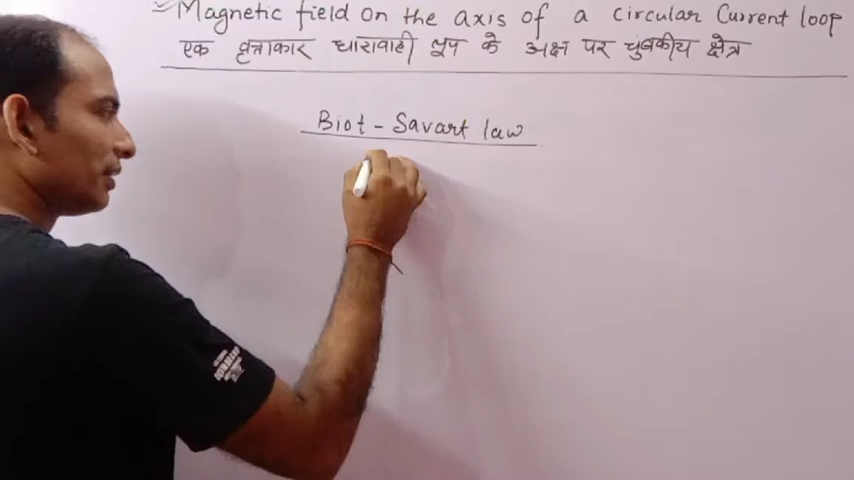 Magnetic field on the axis of a circular Current loop
एक वृत्ताकार धारावाही लूप के अक्ष पर चुंबकीय क्षेत्र
Biot - Savart law